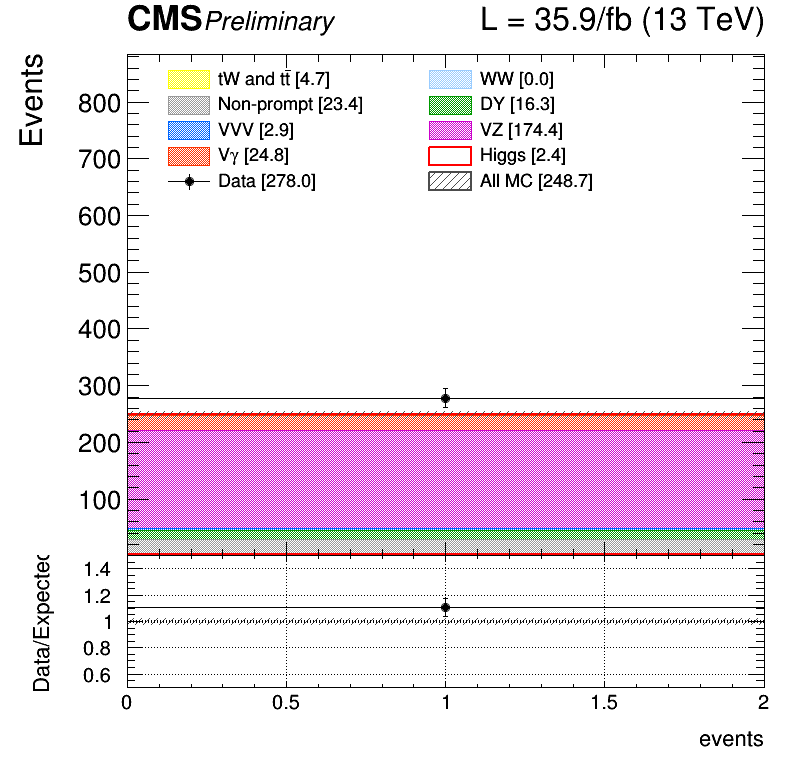 CMS Preliminary L = 35.9/fb (13 TeV)
Events
tW and tt̄ [4.7] WW [0.0]
Non-prompt [23.4] DY [16.3]
VVV [2.9] VZ [174.4]
Vγ [24.8] Higgs [2.4]
Data [278.0] All MC [248.7]
800
700
600
500
400
300
200
100
Data/Expected
1.4
1.2
1
0.8
0.6
0 0.5 1 1.5 2
events